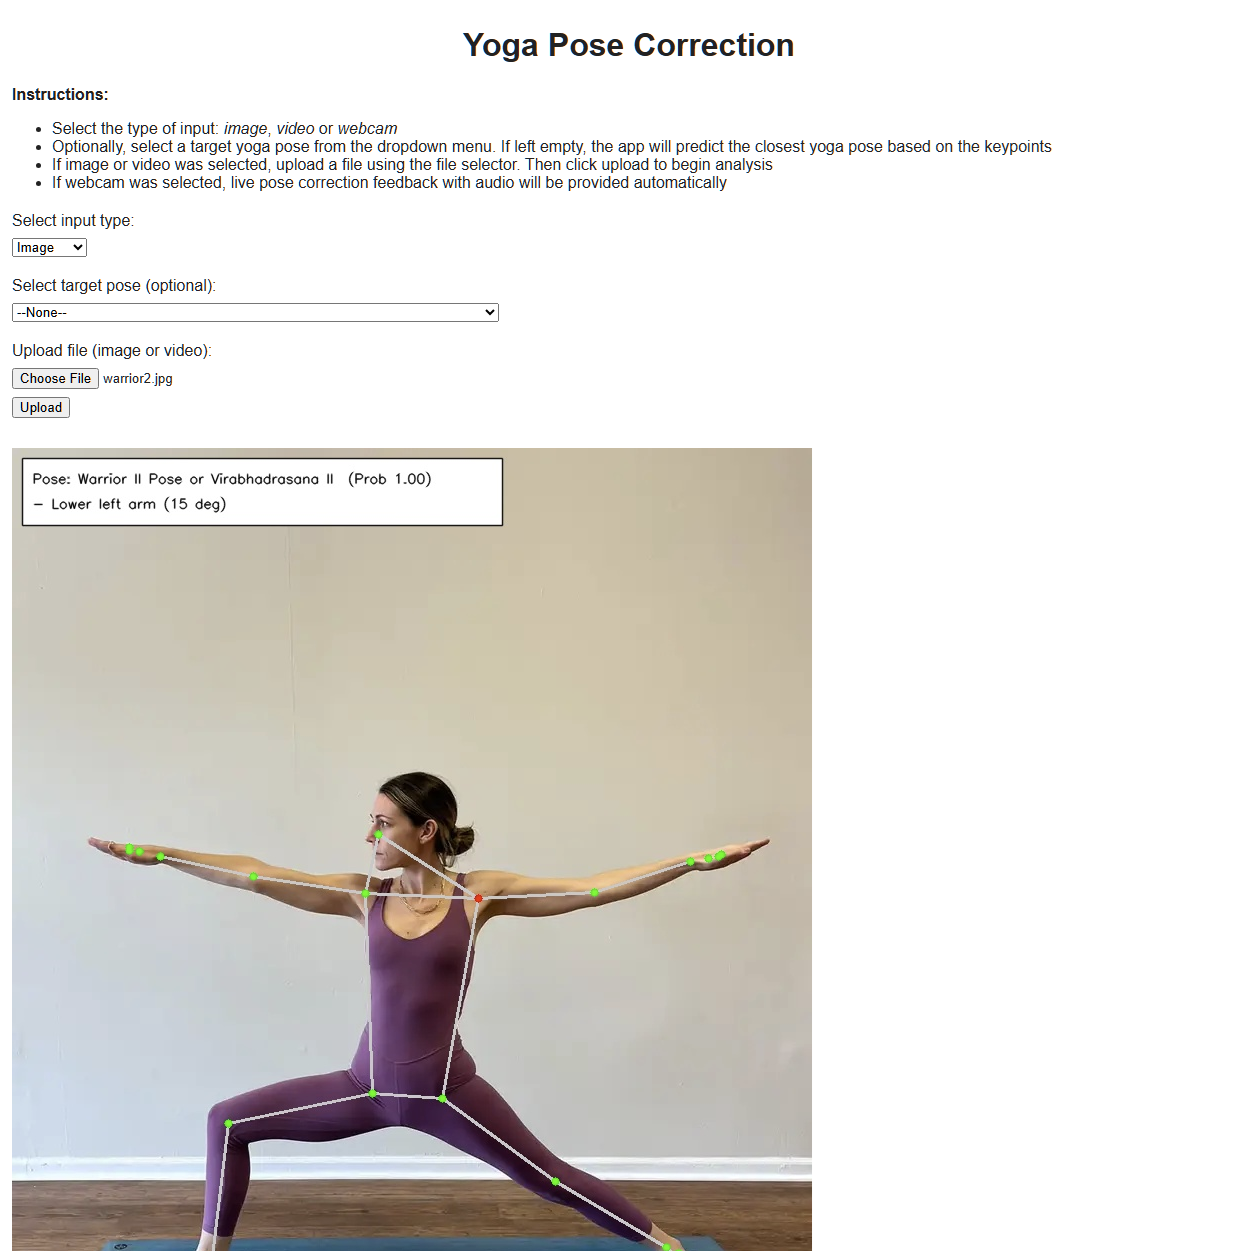 Yoga Pose Correction
Instructions:
Select the type of input: image, video or webcam
Optionally, select a target yoga pose from the dropdown menu. If left empty, the app will predict the closest yoga pose based on the keypoints
If image or video was selected, upload a file using the file selector. Then click upload to begin analysis
If webcam was selected, live pose correction feedback with audio will be provided automatically
Select input type:
Image
Select target pose (optional):
--None--
Upload file (image or video):
Choose File warrior2.jpg
Upload
Pose: Warrior II Pose or Virabhadrasana II (Prob 1.00)
- Lower left arm (15 deg)